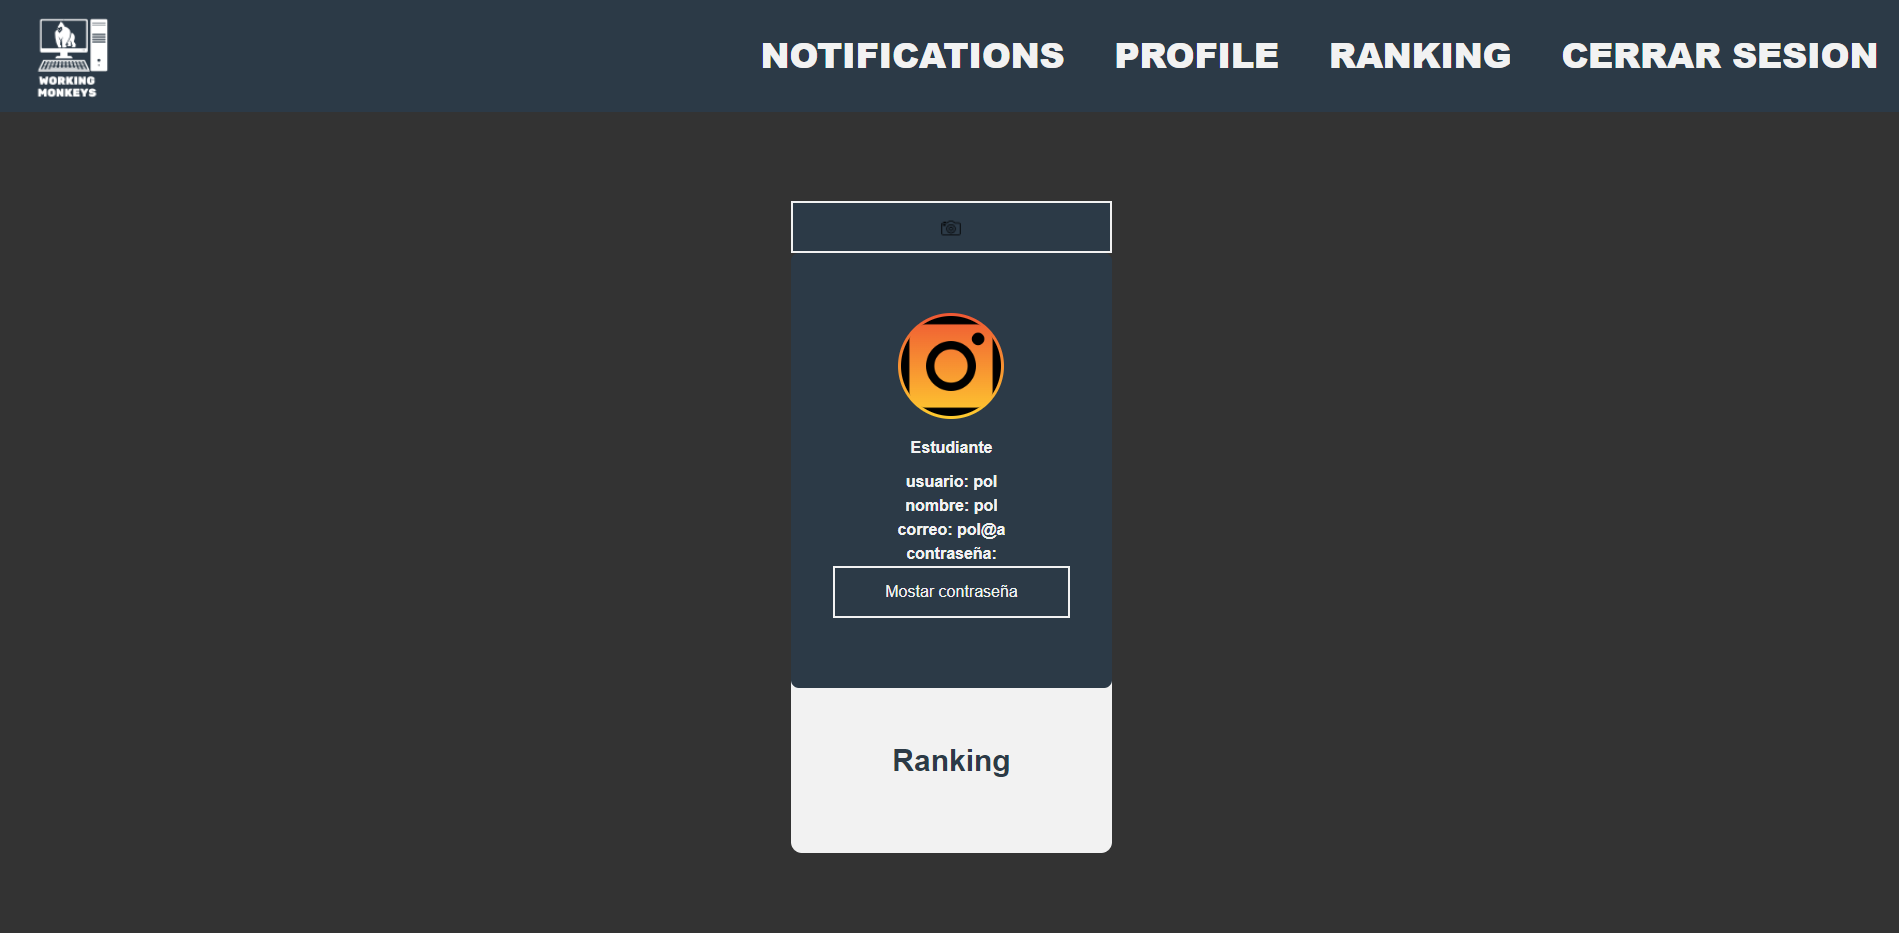 WORKING
MONKEYS
NOTIFICATIONS PROFILE RANKING CERRAR SESION
Estudiante
usuario: pol
nombre: pol
correo: pol@a
contraseña:
Mostar contraseña
Ranking